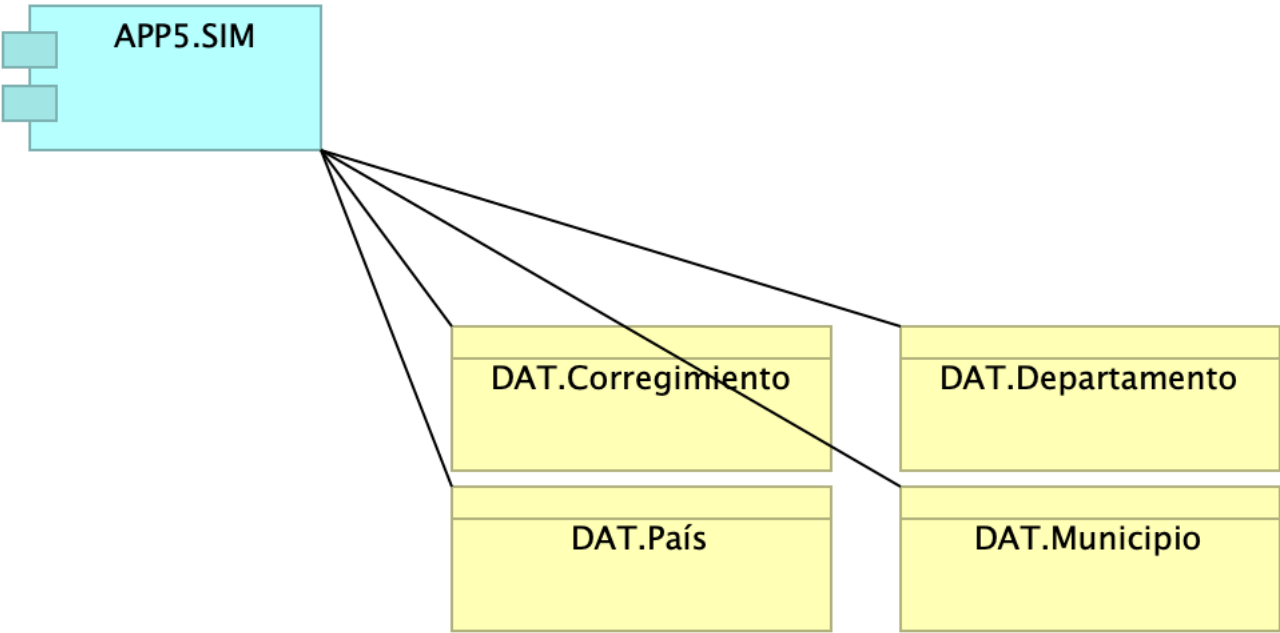 APP5.SIM
DAT.Corregimiento
DAT.Departamento
DAT.País
DAT.Municipio